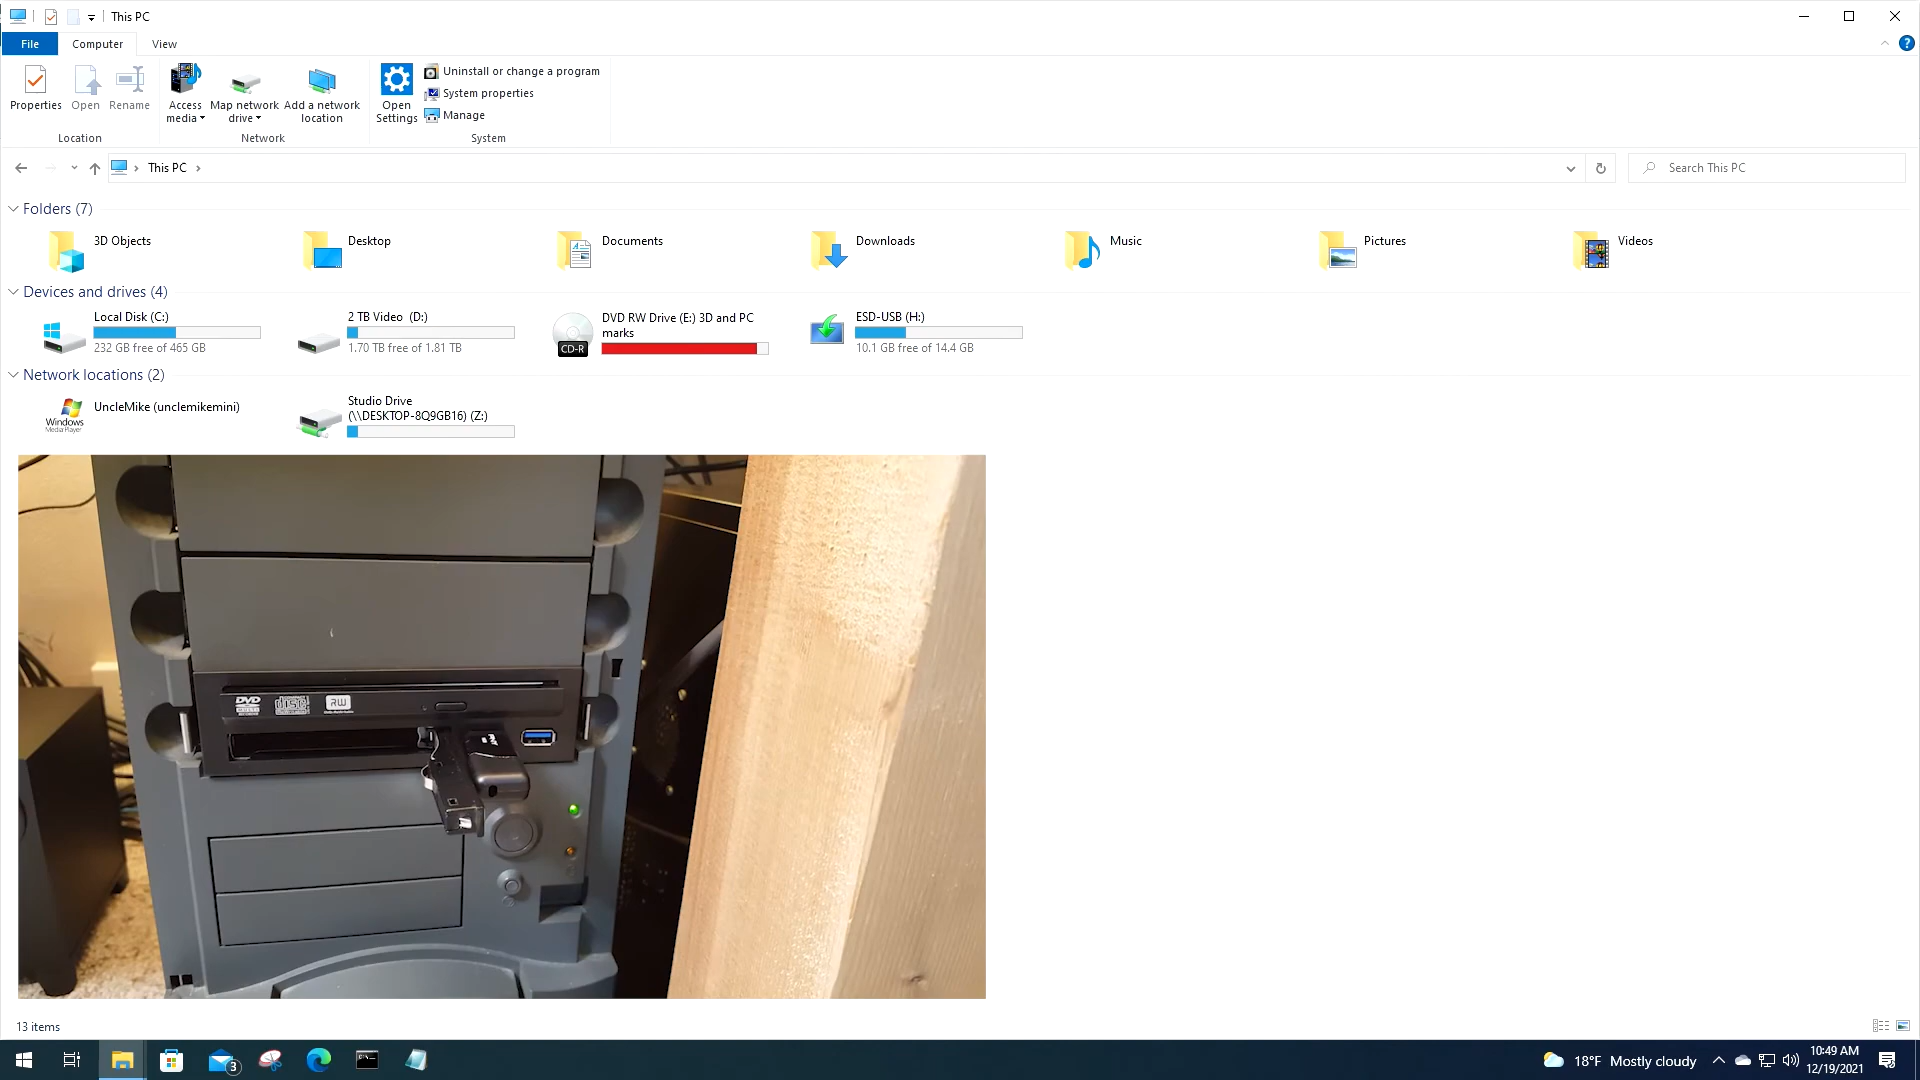 This PC
File
Computer
View
Properties
Open
Rename
Access media
Map network drive
Add a network location
Open Settings
Uninstall or change a program
System properties
Manage
Location
Network
System
This PC
Search This PC
Folders (7)
3D Objects
Desktop
Documents
Downloads
Music
Pictures
Videos
Devices and drives (4)
Local Disk (C:)
232 GB free of 465 GB
2 TB Video  (D:)
1.70 TB free of 1.81 TB
CD-R
DVD RW Drive (E:) 3D and PC
marks
ESD-USB (H:)
10.1 GB free of 14.4 GB
Network locations (2)
Windows
Media Player
UncleMike (unclemikemini)
Studio Drive
(\\DESKTOP-8Q9GB16) (Z:)
DVD
disc
RW
PNY
13 items
3
18°F Mostly cloudy
10:49 AM
12/19/2021